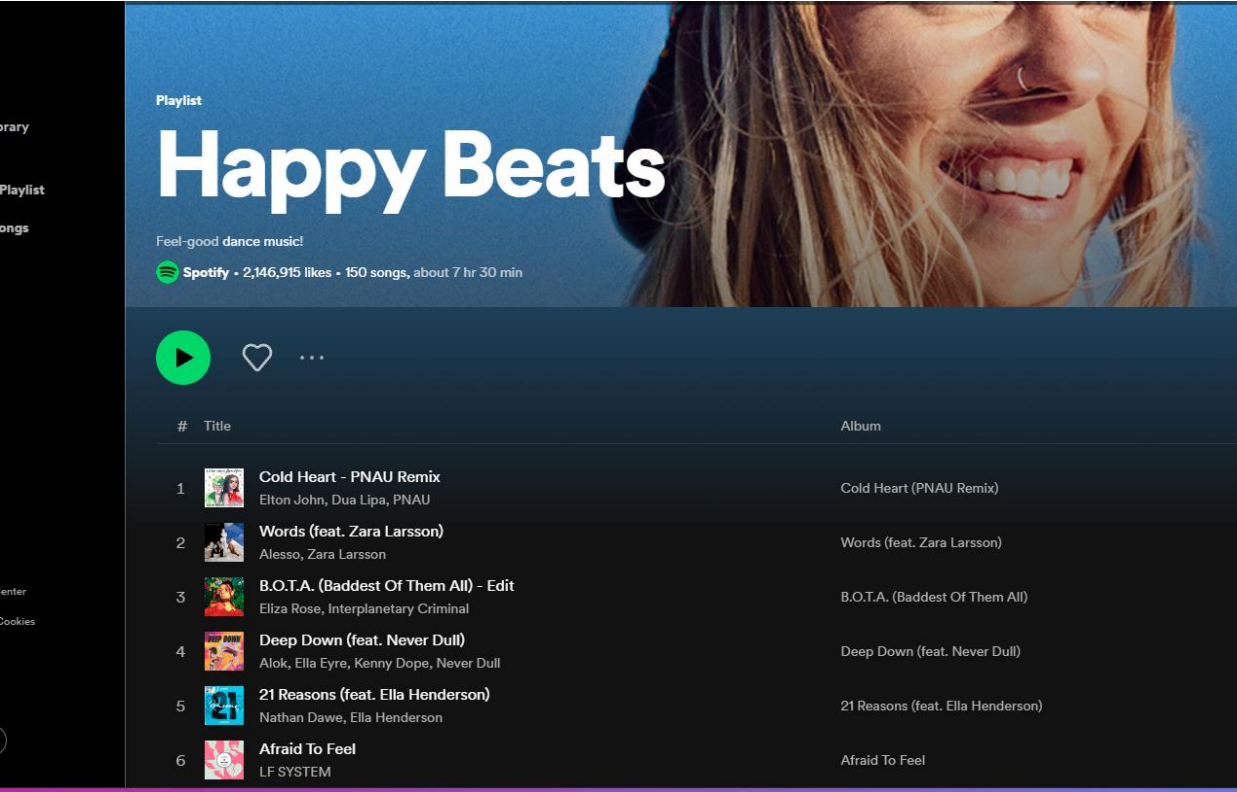 Playlist
Happy Beats
Feel-good dance music!
Spotify • 2,146,915 likes • 150 songs, about 7 hr 30 min
Playlist
# Title Album
1 Cold Heart - PNAU Remix Cold Heart (PNAU Remix)
Elton John, Dua Lipa, PNAU
2 Words (feat. Zara Larsson) Words (feat. Zara Larsson)
Alesso, Zara Larsson
3 B.O.T.A. (Baddest Of Them All) - Edit B.O.T.A. (Baddest Of Them All)
Eliza Rose, Interplanetary Criminal
4 Deep Down (feat. Never Dull) Deep Down (feat. Never Dull)
Alok, Ella Eyre, Kenny Dope, Never Dull
5 21 Reasons (feat. Ella Henderson) 21 Reasons (feat. Ella Henderson)
Nathan Dawe, Ella Henderson
6 Afraid To Feel Afraid To Feel
LF SYSTEM
Cookies